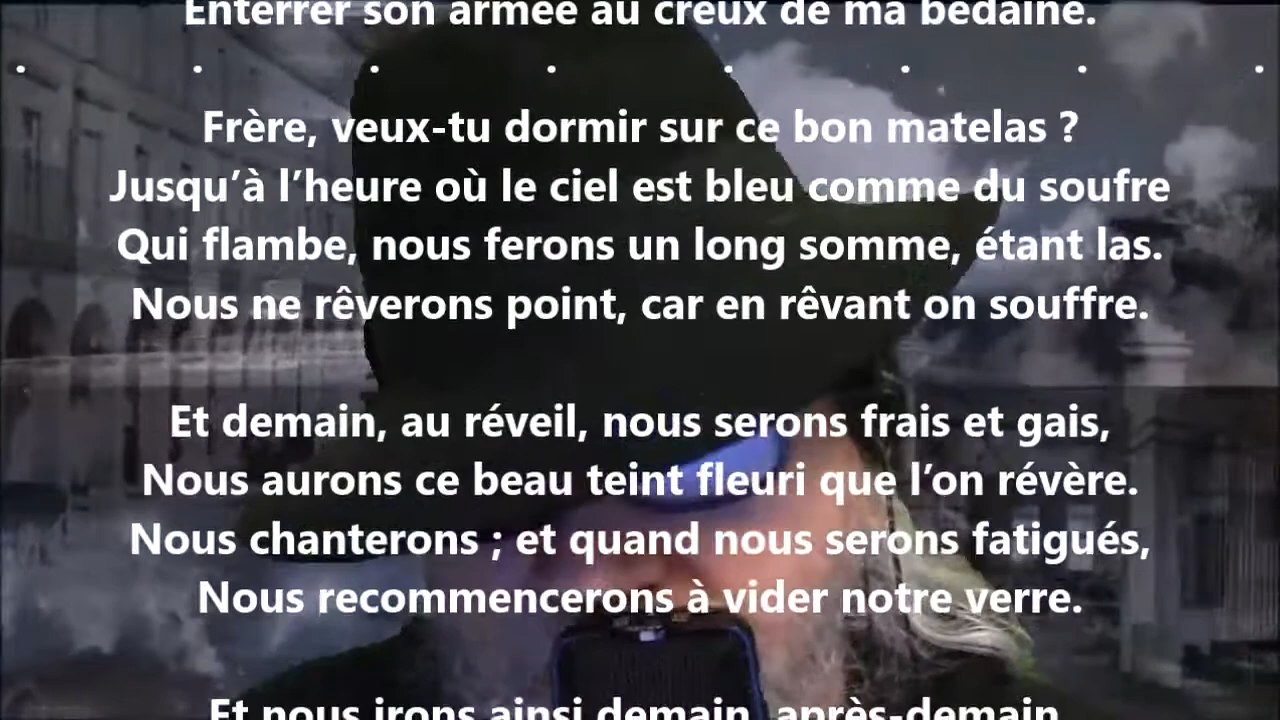 Enterrer son armée au creux de ma bedaine.
. . . . . . . .
Frère, veux-tu dormir sur ce bon matelas ?
Jusqu’à l’heure où le ciel est bleu comme du soufre
Qui flambe, nous ferons un long somme, étant las.
Nous ne rêverons point, car en rêvant on souffre.
Et demain, au réveil, nous serons frais et gais,
Nous aurons ce beau teint fleuri que l’on révère.
Nous chanterons ; et quand nous serons fatigués,
Nous recommencerons à vider notre verre.
Et nous irons ainsi demain, après-demain